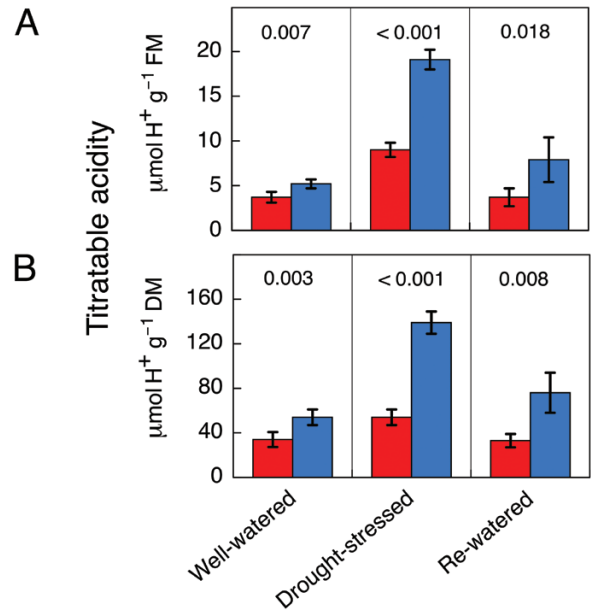 A
0.007
< 0.001
0.018
20
15
10
5
0
µmol H+ g−1 FM
Titratable acidity
B
0.003
< 0.001
0.008
160
120
80
40
0
µmol H+ g−1 DM
Well-watered
Drought-stressed
Re-watered